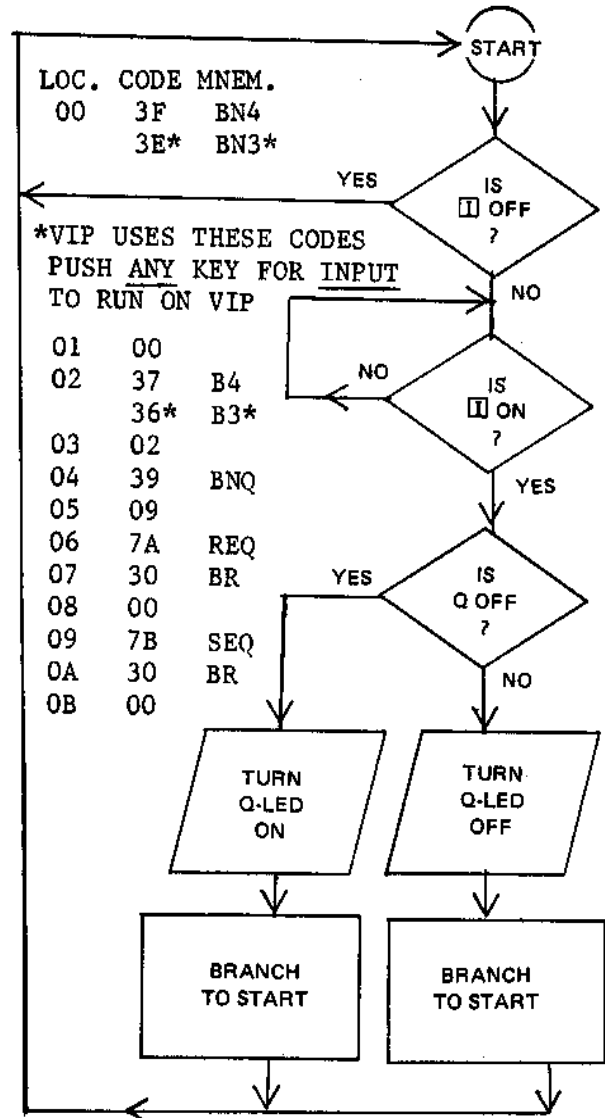 START
LOC. CODE MNEM.
00 3F BN4
3E* BN3*
YES
IS
I OFF
?
*VIP USES THESE CODES
PUSH ANY KEY FOR INPUT
TO RUN ON VIP
NO
01 00
02 37 B4
36* B3*
03 02
04 39 BNQ
05 09
06 7A REQ
07 30 BR
08 00
09 7B SEQ
0A 30 BR
0B 00
NO
IS
I ON
?
YES
YES
IS
Q OFF
?
NO
TURN
Q-LED
ON
TURN
Q-LED
OFF
BRANCH
TO START
BRANCH
TO START